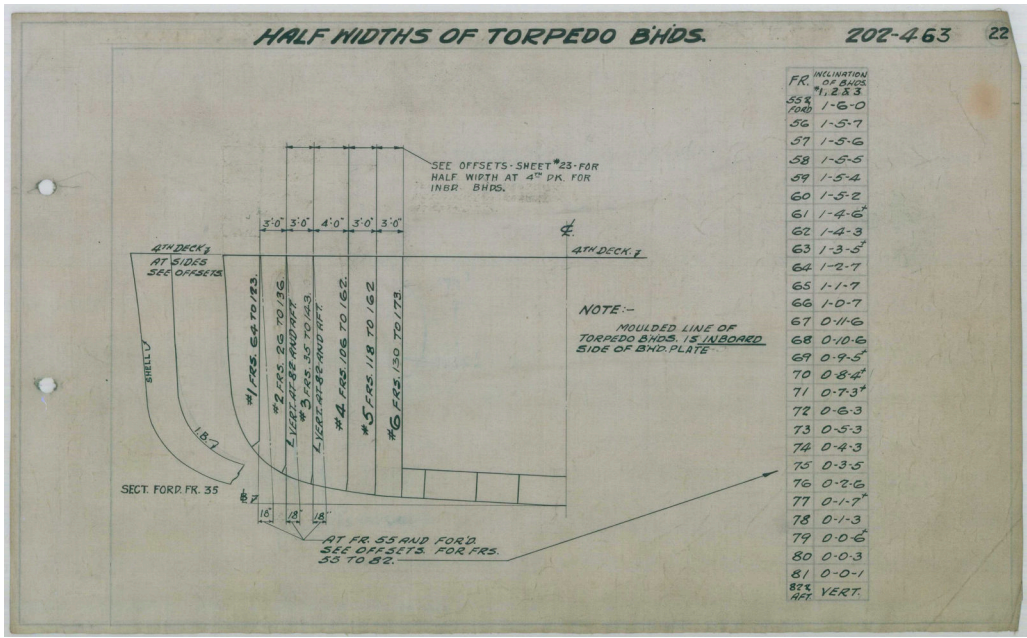 HALF WIDTHS OF TORPEDO B'HDS. 202-463 22
FR. INCLINATION OF BHDS. #1, 2 & 3
55 & FORD 1-6-0
56 1-5-7
57 1-5-6
58 1-5-5
59 1-5-4
60 1-5-2
61 1-4-6+
62 1-4-3
63 1-3-5+
64 1-2-7
65 1-1-7
66 1-0-7
67 0-11-6
68 0-10-6
69 0-9-5+
70 0-8-4+
71 0-7-3+
72 0-6-3
73 0-5-3
74 0-4-3
75 0-3-5
76 0-2-6
77 0-1-7+
78 0-1-3
79 0-0-6+
80 0-0-3
81 0-0-1
82 & AFT. VERT.
SEE OFFSETS-SHEET #23-FOR
HALF WIDTH AT 4TH DK. FOR
INBD. BHDS.
3'-0" 3'-0" 4'-0" 3'-0" 3'-0"
4TH DECK
AT SIDES
SEE OFFSETS
4TH DECK
SHELL
#1 FRS. 64 TO 123.
#2 FRS. 26 TO 136.
VERT. AT 82 AND AFT.
#3 FRS. 35 TO 143.
VERT. AT 82 AND AFT.
#4 FRS. 106 TO 162.
#5 FRS. 118 TO 162
#6 FRS. 130 TO 173.
NOTE:-
MOULDED LINE OF
TORPEDO BHDS. IS INBOARD
SIDE OF BHD. PLATE
I.B.
SECT. FORD. FR. 35
18" 18" 18"
AT FR. 55 AND FOR'D.
SEE OFFSETS. FOR FRS.
55 TO 82.